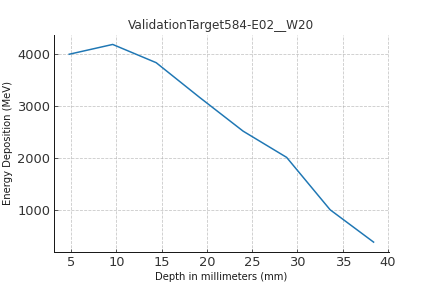 ValidationTarget584-E02__W20
Energy Deposition (MeV)
4000
3000
2000
1000
5 10 15 20 25 30 35 40
Depth in millimeters (mm)